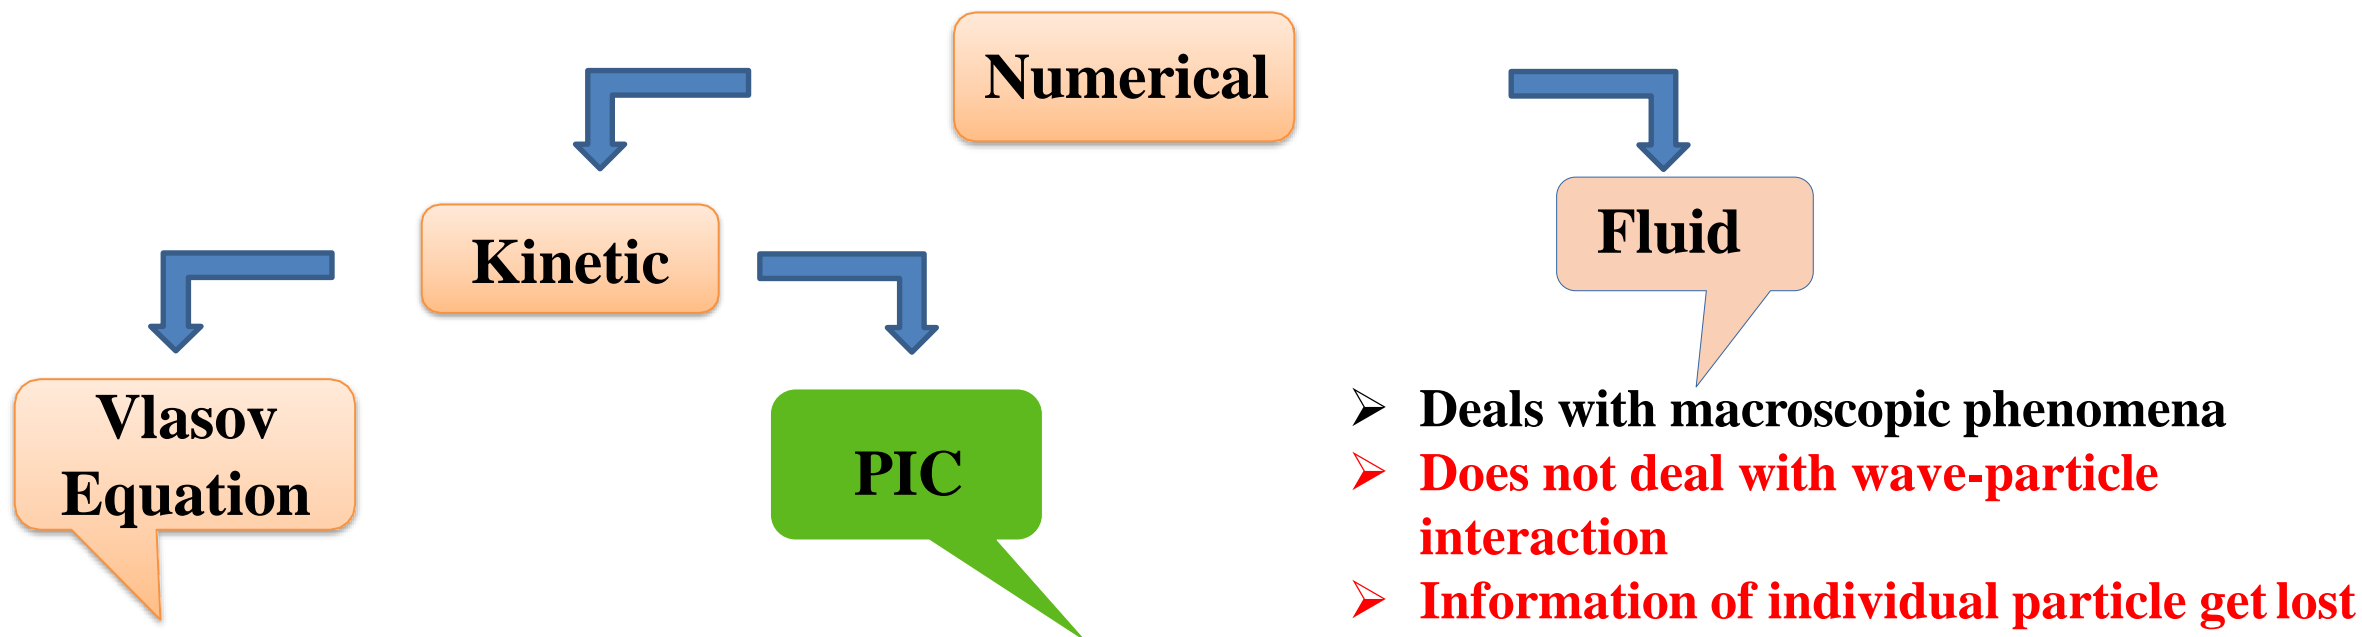 Numerical
Kinetic
Fluid
Vlasov
Equation
PIC
➢ Deals with macroscopic phenomena
➢ Does not deal with wave-particle
interaction
➢ Information of individual particle get lost